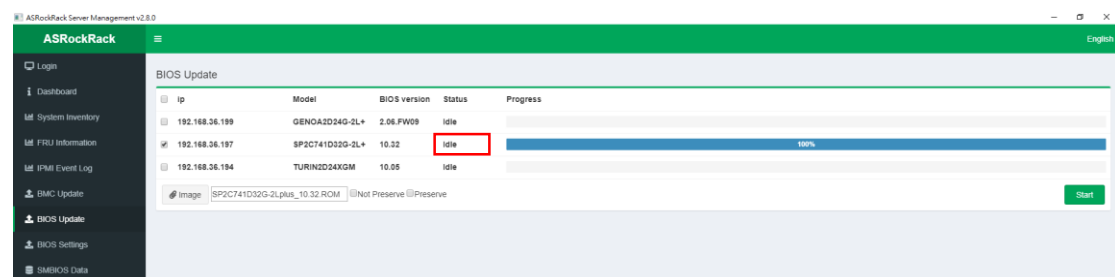 ASRockRack Server Management v2.8.0
ASRockRack
English
Login
Dashboard
System Inventory
FRU Information
IPMI Event Log
BMC Update
BIOS Update
BIOS Settings
SMBIOS Data
BIOS Update
ip Model BIOS version Status Progress
192.168.36.199 GENOA2D24G-2L+ 2.06.FW09 Idle
192.168.36.197 SP2C741D32G-2L+ 10.32 Idle 100%
192.168.36.194 TURIN2D24XGM 10.05 Idle
Image SP2C741D32G-2Lplus_10.32.ROM Not Preserve Preserve Start